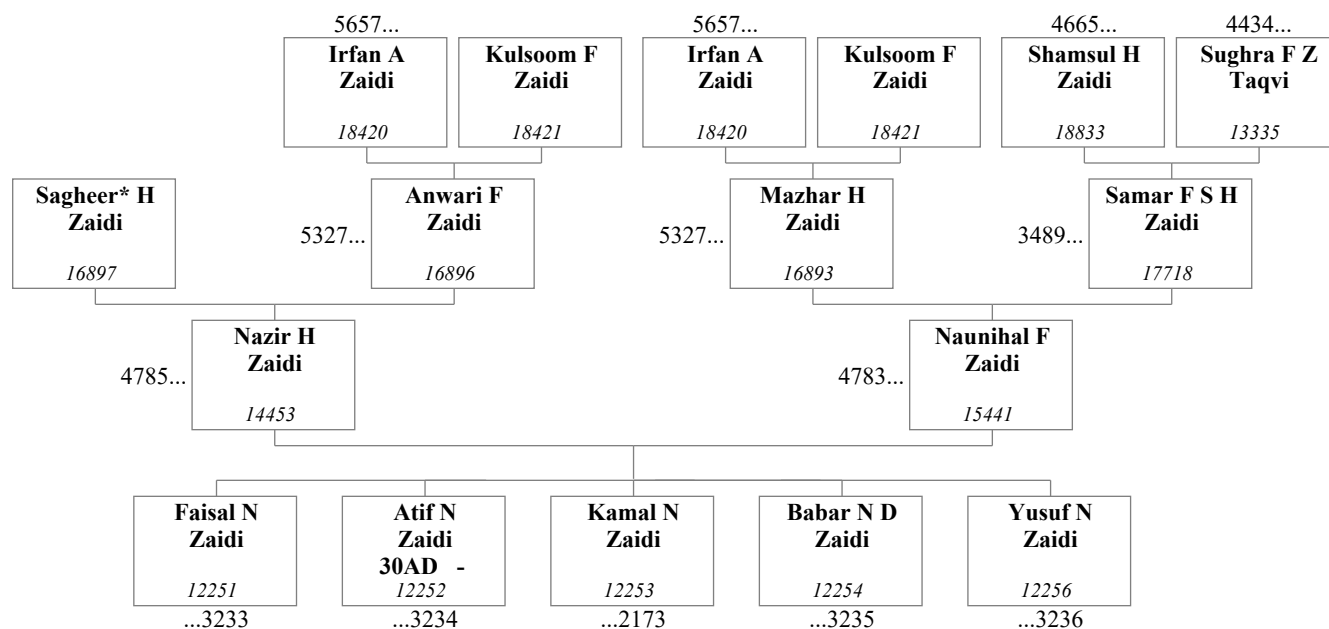 5657...
5657...
4665...
4434...
Irfan A
Zaidi
18420
Kulsoom F
Zaidi
18421
Irfan A
Zaidi
18420
Kulsoom F
Zaidi
18421
Shamsul H
Zaidi
18833
Sughra F Z
Taqvi
13335
Sagheer* H
Zaidi
16897
5327...
Anwari F
Zaidi
16896
5327...
Mazhar H
Zaidi
16893
3489...
Samar F S H
Zaidi
17718
4785...
Nazir H
Zaidi
14453
4783...
Naunihal F
Zaidi
15441
Faisal N
Zaidi
12251
...3233
Atif N
Zaidi
30AD -
12252
...3234
Kamal N
Zaidi
12253
...2173
Babar N D
Zaidi
12254
...3235
Yusuf N
Zaidi
12256
...3236